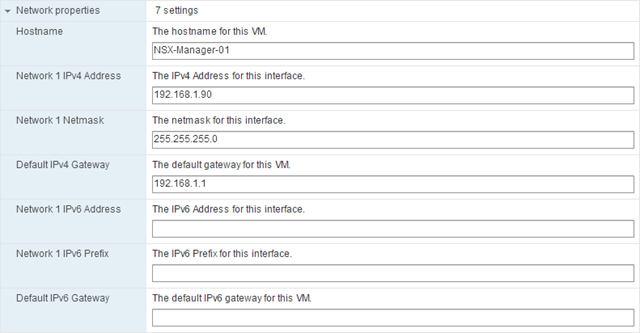 Network properties 7 settings
Hostname The hostname for this VM.
NSX-Manager-01
Network 1 IPv4 Address The IPv4 Address for this interface.
192.168.1.90
Network 1 Netmask The netmask for this interface.
255.255.255.0
Default IPv4 Gateway The default gateway for this VM.
192.168.1.1
Network 1 IPv6 Address The IPv6 Address for this interface.
Network 1 IPv6 Prefix The IPv6 Prefix for this interface.
Default IPv6 Gateway The default IPv6 gateway for this VM.